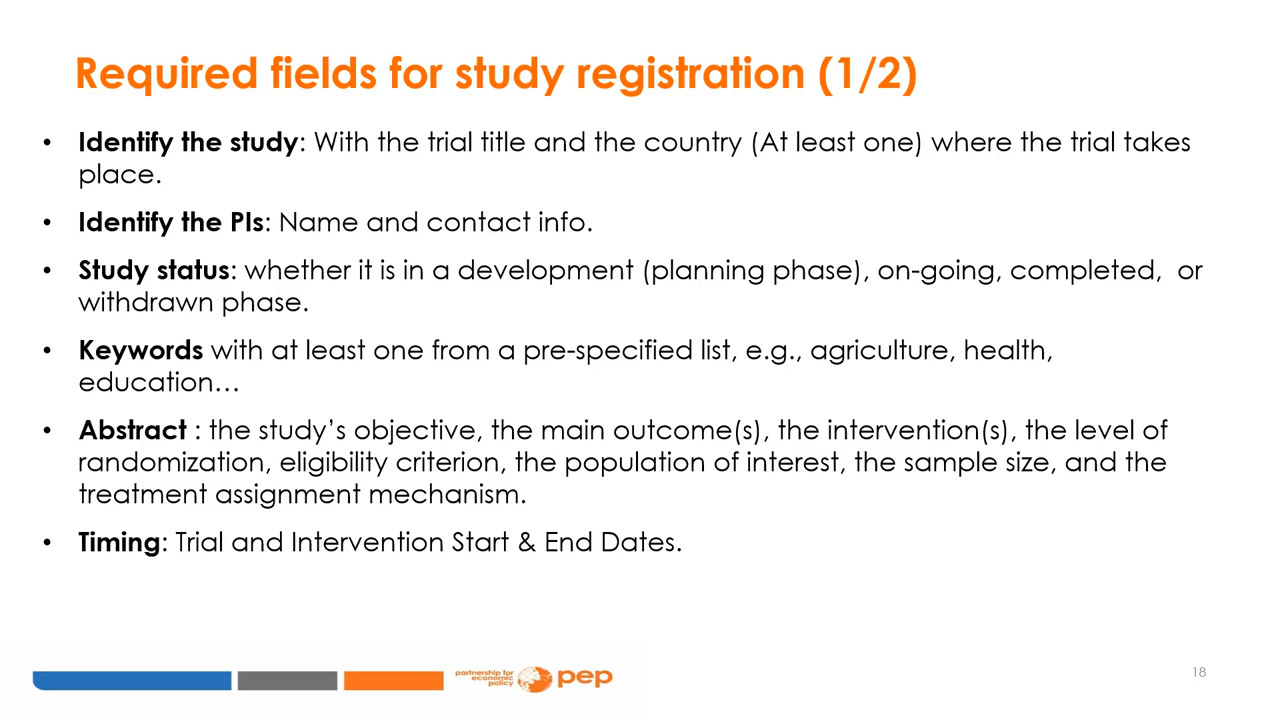 Required fields for study registration (1/2)
• Identify the study: With the trial title and the country (At least one) where the trial takes
place.
• Identify the PIs: Name and contact info.
• Study status: whether it is in a development (planning phase), on-going, completed,  or
withdrawn phase.
• Keywords with at least one from a pre-specified list, e.g., agriculture, health,
education…
• Abstract : the study’s objective, the main outcome(s), the intervention(s), the level of
randomization, eligibility criterion, the population of interest, the sample size, and the
treatment assignment mechanism.
• Timing: Trial and Intervention Start & End Dates.
partnership for
economic
policy
pep
18